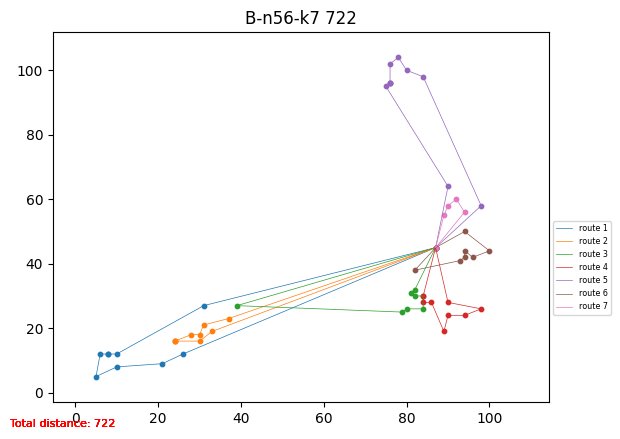 B-n56-k7 722
100
80
60
40
20
0
0 20 40 60 80 100
route 1
route 2
route 3
route 4
route 5
route 6
route 7
Total distance: 722